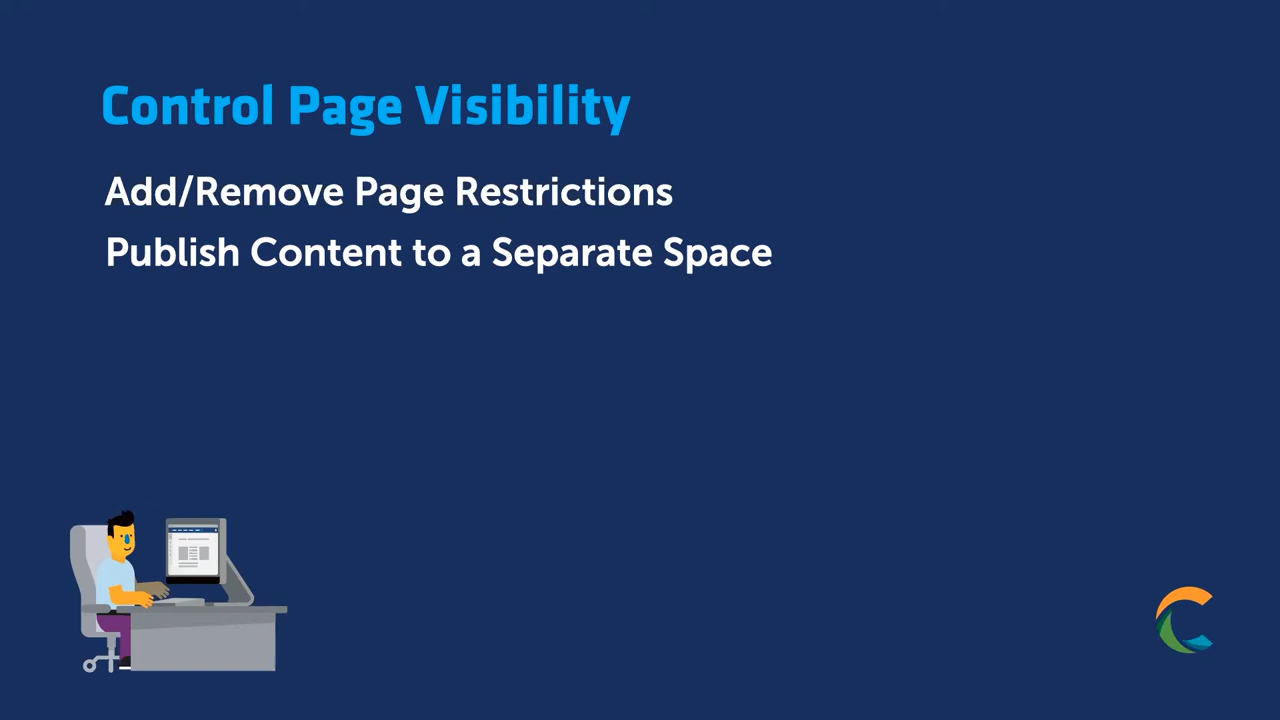 Control Page Visibility
Add/Remove Page Restrictions
Publish Content to a Separate Space